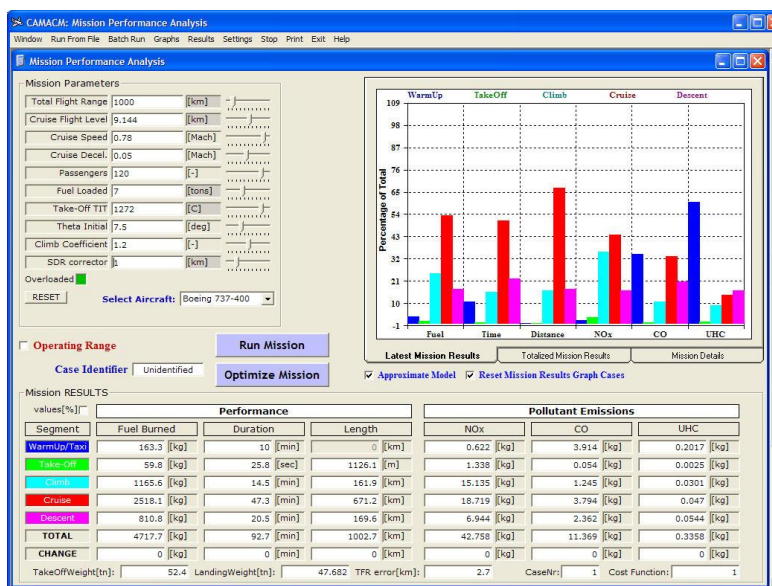 CAMACM: Mission Performance Analysis
Window Run From File Batch Run Graphs Results Settings Stop Print Exit Help
Mission Performance Analysis
Mission Parameters
Total Flight Range 1000 [km]
Cruise Flight Level 9.144 [km]
Cruise Speed 0.78 [Mach]
Cruise Decel. 0.05 [Mach]
Passengers 120 [-]
Fuel Loaded 7 [tons]
Take-Off TIT 1272 [C]
Theta Initial 7.5 [deg]
Climb Coefficient 1.2 [-]
SDR corrector 1 [km]
Overloaded
RESET Select Aircraft: Boeing 737-400
Operating Range Run Mission
Case Identifier Unidentified Optimize Mission
WarmUp TakeOff Climb Cruise Descent
Percentage of Total
109
98
87
76
65
54
43
32
21
10
-1
Fuel Time Distance NOx CO UHC
Latest Mission Results Totalized Mission Results Mission Details
Approximate Model Reset Mission Results Graph Cases
Mission RESULTS
values[%] Performance Pollutant Emissions
Segment Fuel Burned Duration Length NOx CO UHC
WarmUp/Taxi 163.3 [kg] 10 [min] 0 [km] 0.622 [kg] 3.914 [kg] 0.2017 [kg]
Take-Off 59.8 [kg] 25.8 [sec] 1126.1 [m] 1.338 [kg] 0.054 [kg] 0.0025 [kg]
Climb 1165.6 [kg] 14.5 [min] 161.9 [km] 15.135 [kg] 1.245 [kg] 0.0301 [kg]
Cruise 2518.1 [kg] 47.3 [min] 671.2 [km] 18.719 [kg] 3.794 [kg] 0.047 [kg]
Descent 810.8 [kg] 20.5 [min] 169.6 [km] 6.944 [kg] 2.362 [kg] 0.0544 [kg]
TOTAL 4717.7 [kg] 92.7 [min] 1002.7 [km] 42.758 [kg] 11.369 [kg] 0.3358 [kg]
CHANGE 0 [kg] 0 [min] 0 [km] 0 [kg] 0 [kg] 0 [kg]
TakeOffWeight[tn]: 52.4 LandingWeight[tn]: 47.682 TFR error[km]: 2.7 CaseNr: 1 Cost Function: 1